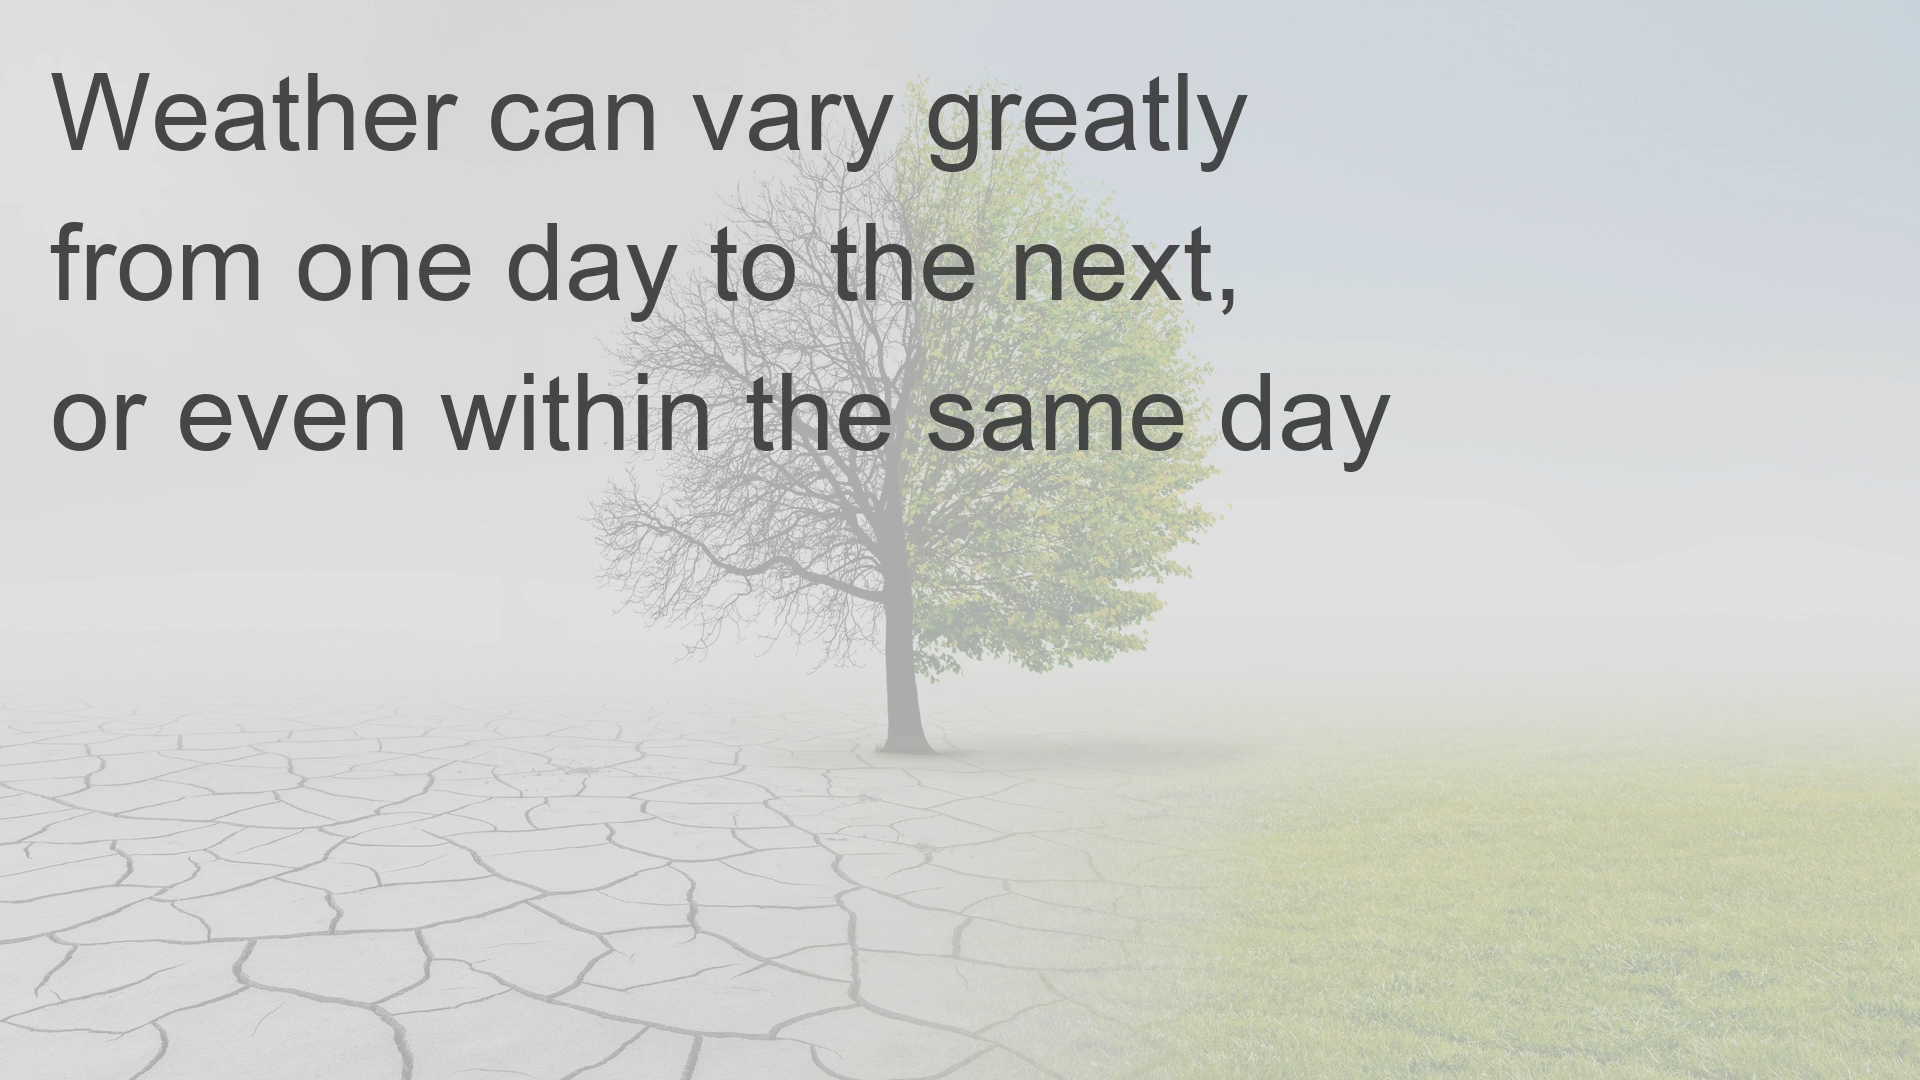 Weather can vary greatly
from one day to the next,
or even within the same day